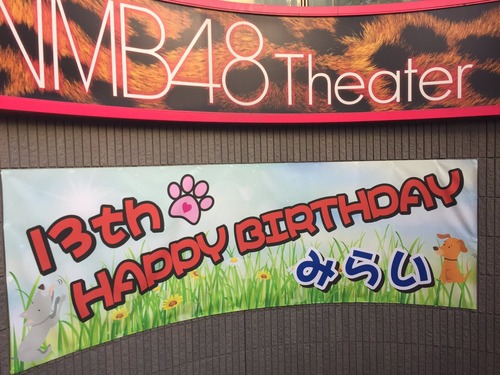 NMB48 Theater
13th
HAPPY BIRTHDAY
みらい